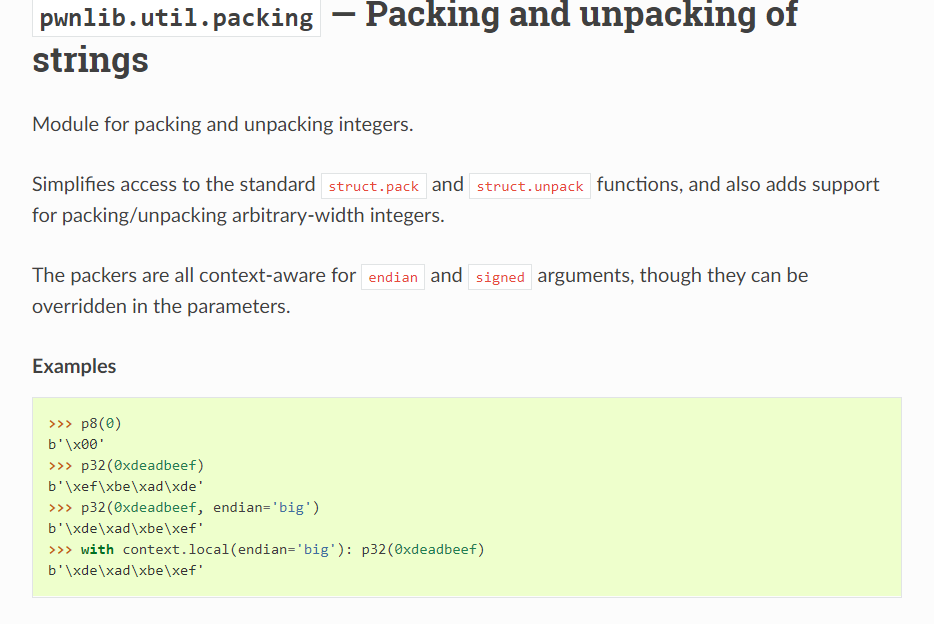 pwnlib.util.packing — Packing and unpacking of
strings
Module for packing and unpacking integers.
Simplifies access to the standard struct.pack and struct.unpack functions, and also adds support
for packing/unpacking arbitrary-width integers.
The packers are all context-aware for endian and signed arguments, though they can be
overridden in the parameters.
Examples
>>> p8(0)
b'\x00'
>>> p32(0xdeadbeef)
b'\xef\xbe\xad\xde'
>>> p32(0xdeadbeef, endian='big')
b'\xde\xad\xbe\xef'
>>> with context.local(endian='big'): p32(0xdeadbeef)
b'\xde\xad\xbe\xef'